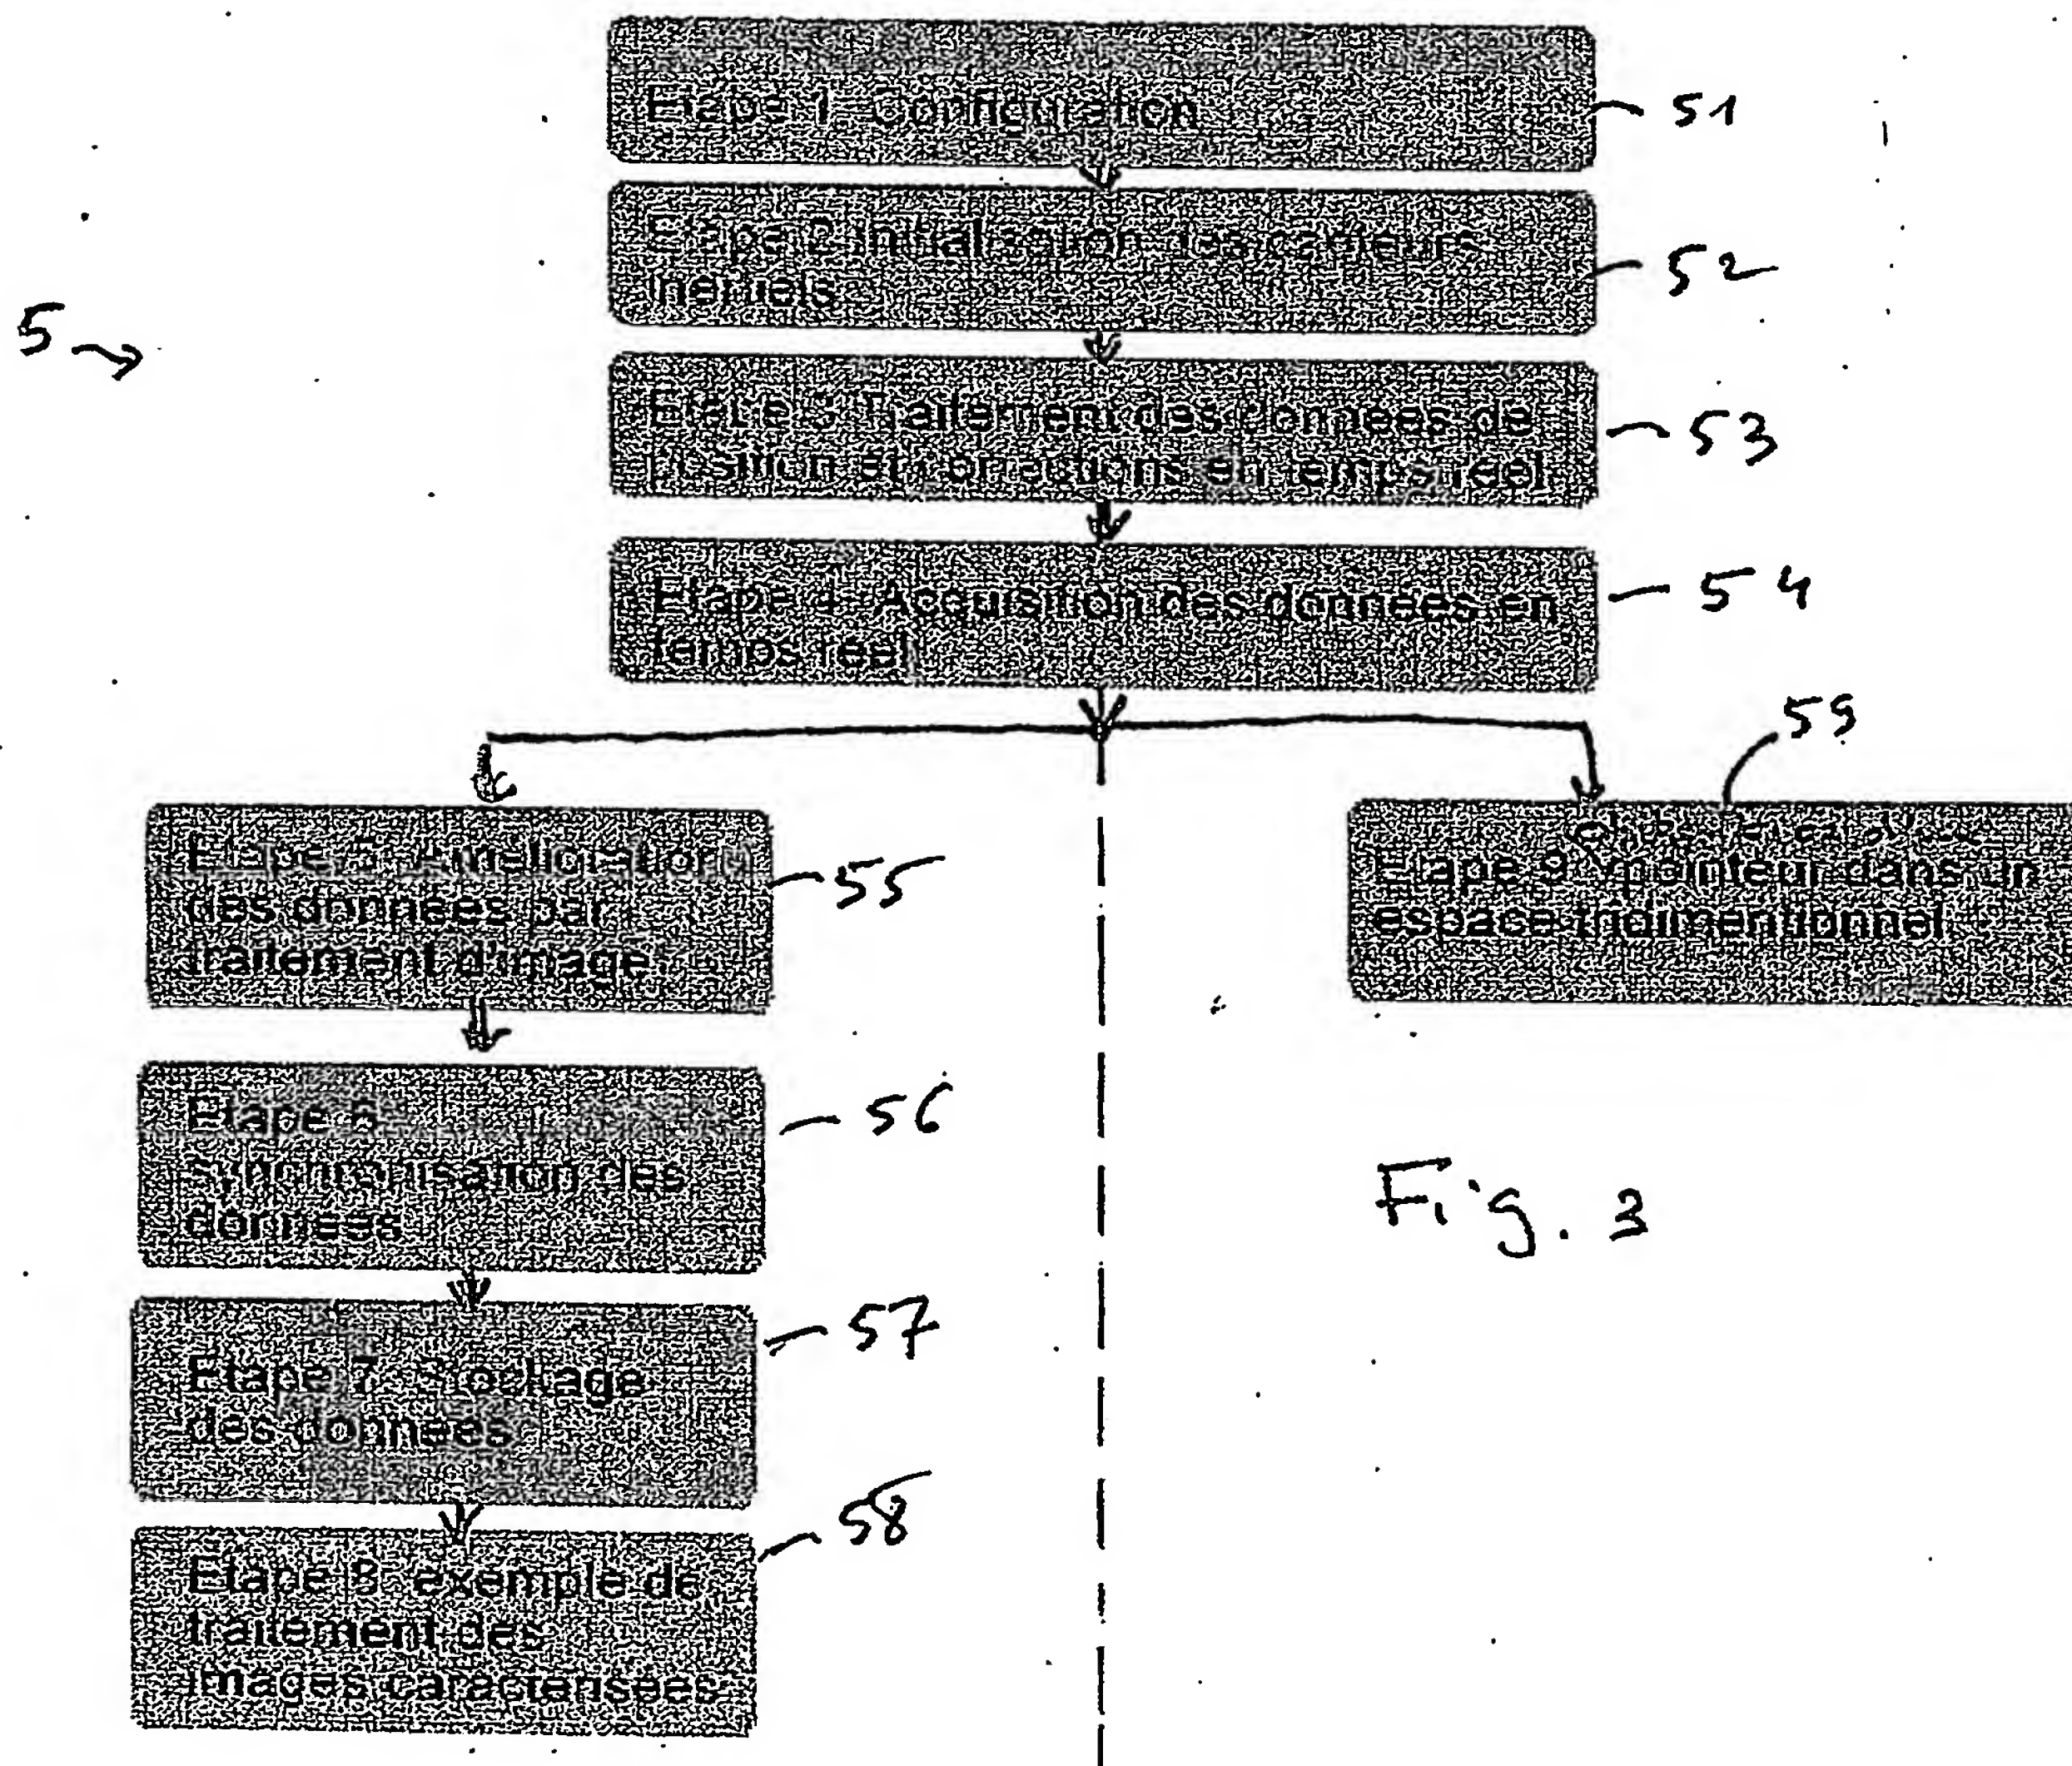 Etape 1 Configuration
51
Etape 2 Initialisation des capteurs
inertiels
52
5
Etape 3 Traitement des données de
position et corrections en temps réel
53
Etape 4 Acquisition des données en
temps réel
54
59
Etape 5 Amélioration
des données par
traitement d'image
55
Etape 9 pointeur dans un
espace tridimentionnel
Etape 6
synchronisation des
données
56
Fig. 3
Etape 7 Stockage
des données
57
Etape 8 exemple de
traitement des
images caractérisées
58